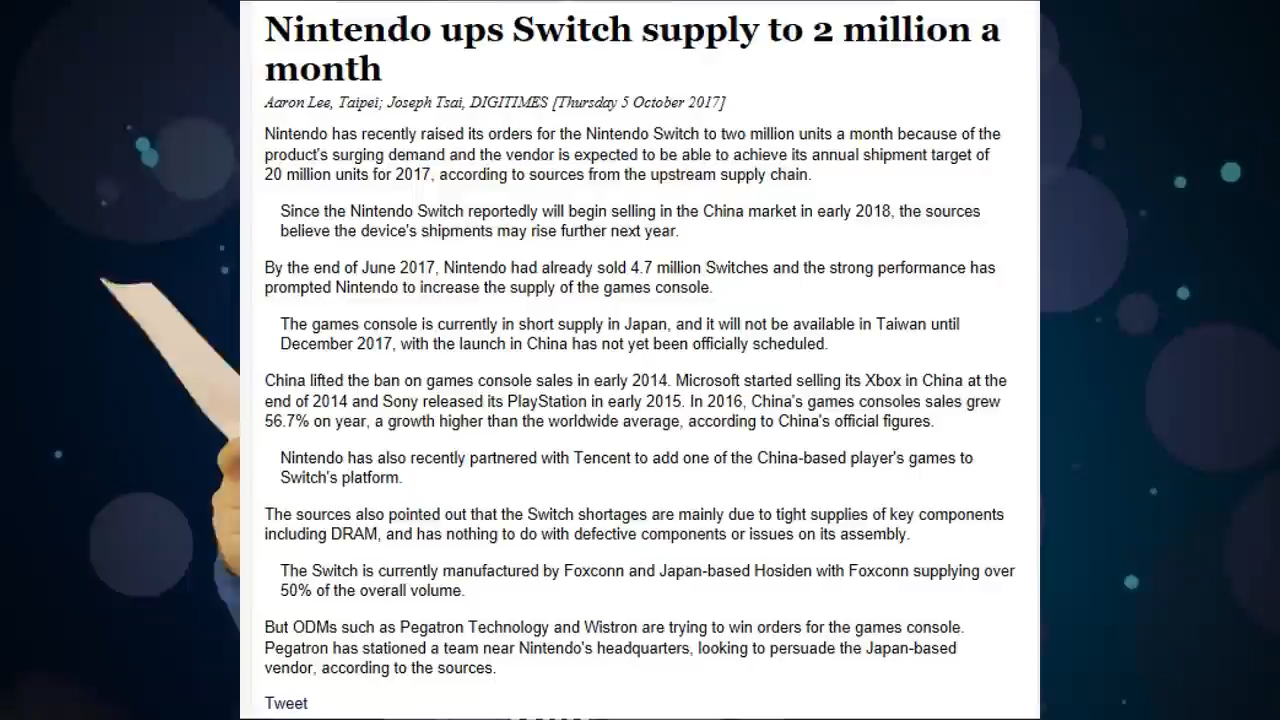 Nintendo ups Switch supply to 2 million a
month
Aaron Lee, Taipei; Joseph Tsai, DIGITIMES [Thursday 5 October 2017]
Nintendo has recently raised its orders for the Nintendo Switch to two million units a month because of the
product's surging demand and the vendor is expected to be able to achieve its annual shipment target of
20 million units for 2017, according to sources from the upstream supply chain.
Since the Nintendo Switch reportedly will begin selling in the China market in early 2018, the sources
believe the device's shipments may rise further next year.
By the end of June 2017, Nintendo had already sold 4.7 million Switches and the strong performance has
prompted Nintendo to increase the supply of the games console.
The games console is currently in short supply in Japan, and it will not be available in Taiwan until
December 2017, with the launch in China has not yet been officially scheduled.
China lifted the ban on games console sales in early 2014. Microsoft started selling its Xbox in China at the
end of 2014 and Sony released its PlayStation in early 2015. In 2016, China's games consoles sales grew
56.7% on year, a growth higher than the worldwide average, according to China's official figures.
Nintendo has also recently partnered with Tencent to add one of the China-based player's games to
Switch's platform.
The sources also pointed out that the Switch shortages are mainly due to tight supplies of key components
including DRAM, and has nothing to do with defective components or issues on its assembly.
The Switch is currently manufactured by Foxconn and Japan-based Hosiden with Foxconn supplying over
50% of the overall volume.
But ODMs such as Pegatron Technology and Wistron are trying to win orders for the games console.
Pegatron has stationed a team near Nintendo's headquarters, looking to persuade the Japan-based
vendor, according to the sources.
Tweet